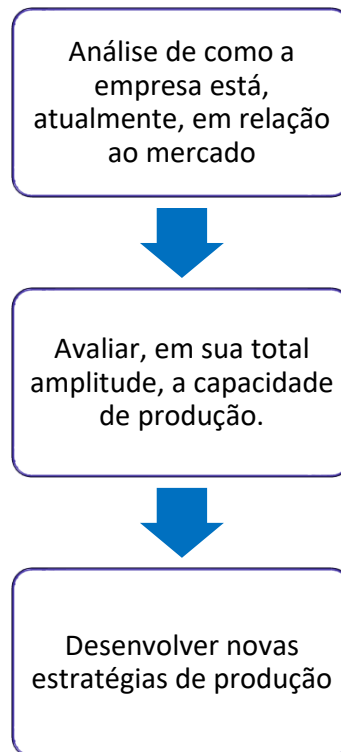 Análise de como a
empresa está,
atualmente, em relação
ao mercado
Avaliar, em sua total
amplitude, a capacidade
de produção.
Desenvolver novas
estratégias de produção